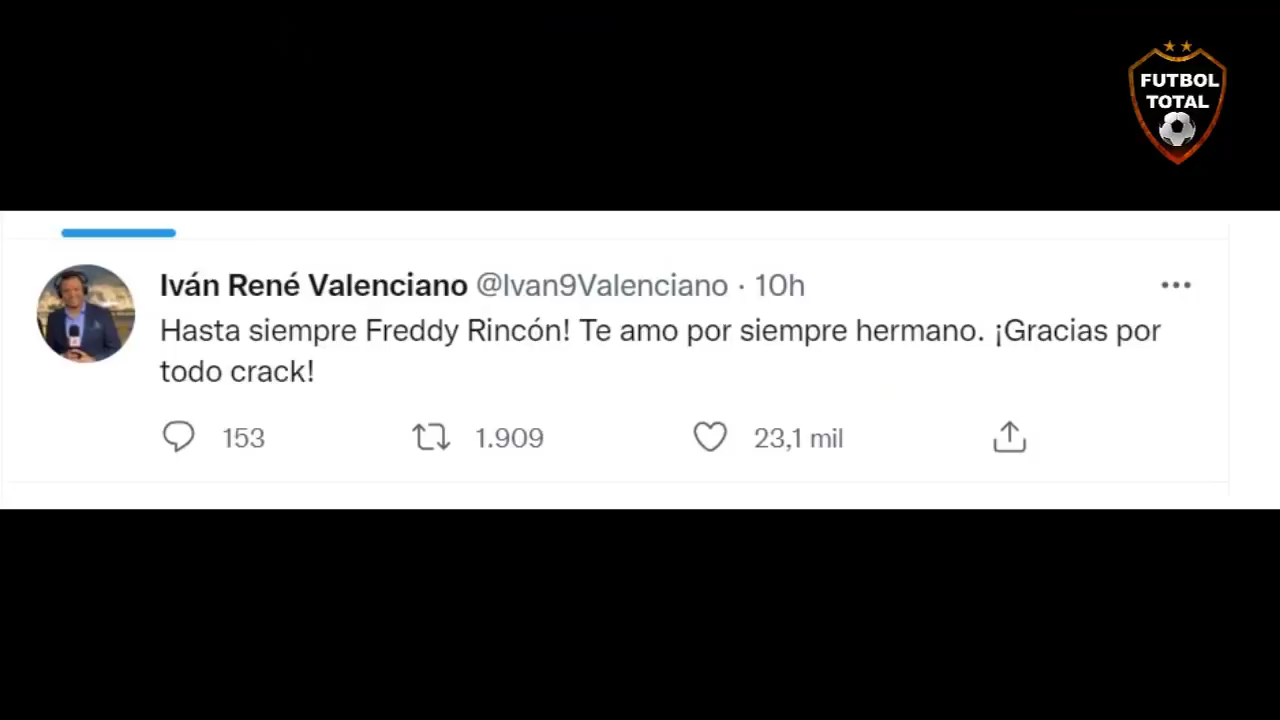 FUTBOL
TOTAL
Iván René Valenciano @Ivan9Valenciano · 10h
Hasta siempre Freddy Rincón! Te amo por siempre hermano. ¡Gracias por
todo crack!
153 1.909 23,1 mil